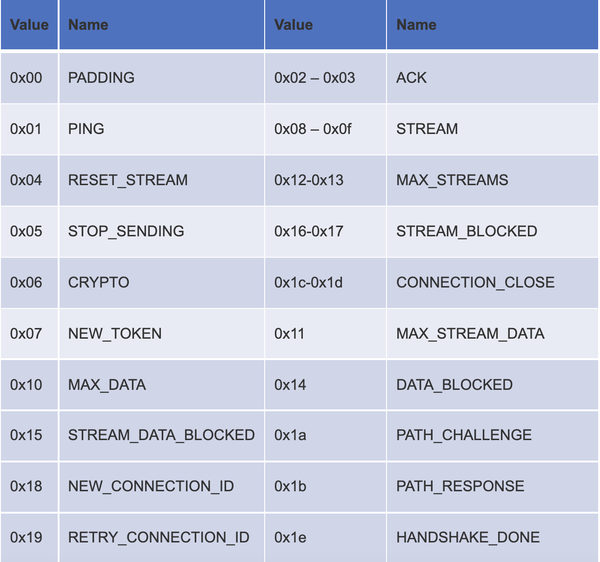 Value Name Value Name
0x00 PADDING 0x02 – 0x03 ACK
0x01 PING 0x08 – 0x0f STREAM
0x04 RESET_STREAM 0x12-0x13 MAX_STREAMS
0x05 STOP_SENDING 0x16-0x17 STREAM_BLOCKED
0x06 CRYPTO 0x1c-0x1d CONNECTION_CLOSE
0x07 NEW_TOKEN 0x11 MAX_STREAM_DATA
0x10 MAX_DATA 0x14 DATA_BLOCKED
0x15 STREAM_DATA_BLOCKED 0x1a PATH_CHALLENGE
0x18 NEW_CONNECTION_ID 0x1b PATH_RESPONSE
0x19 RETRY_CONNECTION_ID 0x1e HANDSHAKE_DONE